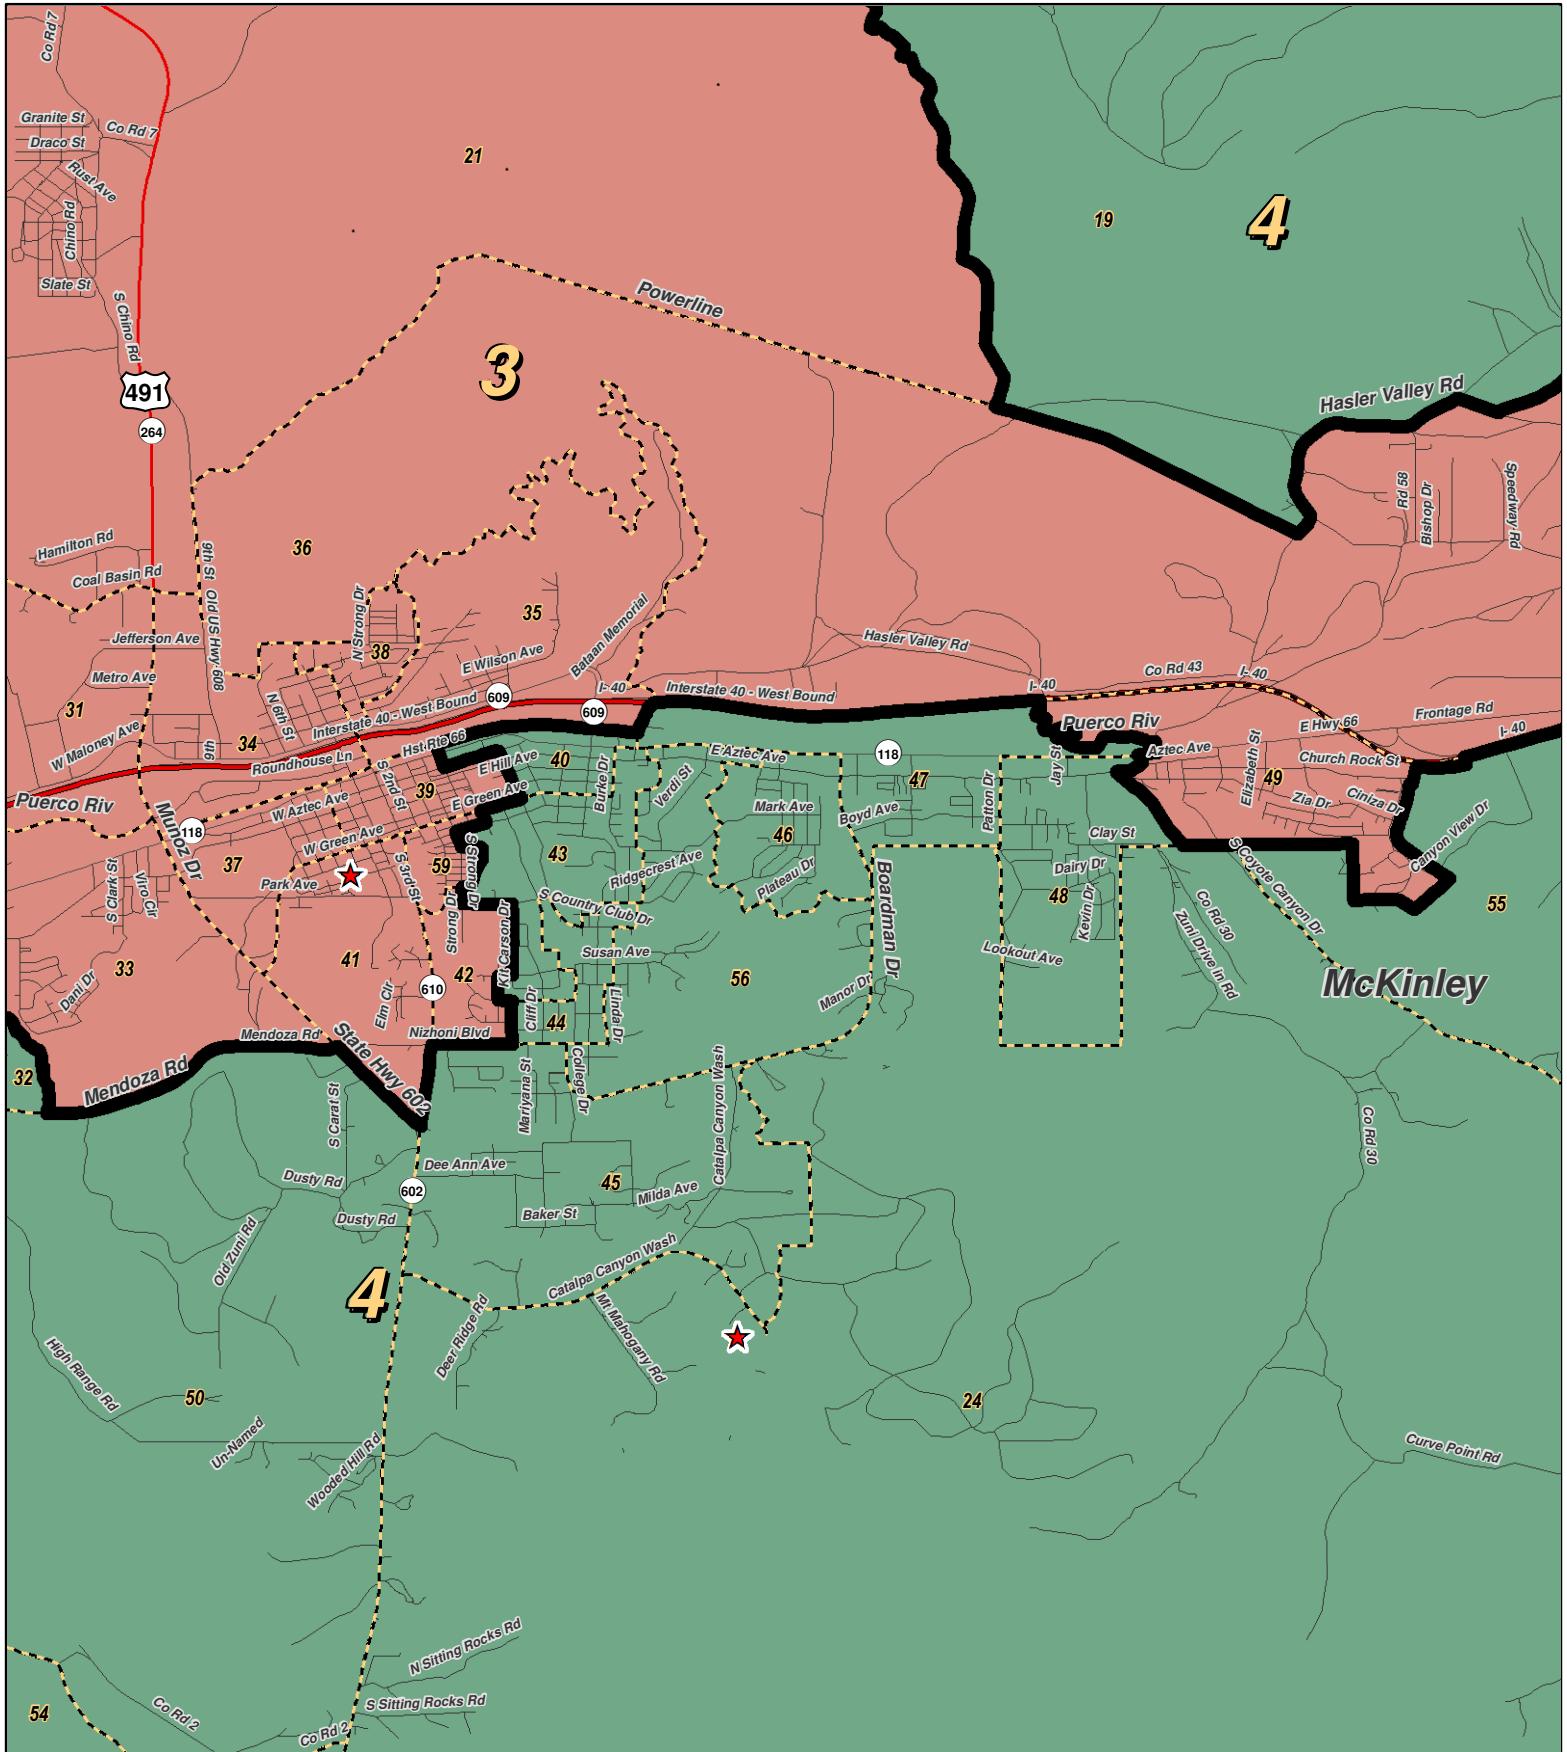 Co Rd 7
Granite St
Co Rd 7
Draco St
Rust Ave
Chino Rd
Slate St
S Chino Rd
21
19
4
Powerline
3
491
264
Hasler Valley Rd
Rd 58
Bishop Dr
Speedway Rd
Hamilton Rd
Coal Basin Rd
36
9th St
Old US Hwy 608
N Strong Dr
35
Jefferson Ave
38
E Wilson Ave
Bataan Memorial
Hasler Valley Rd
Metro Ave
Co Rd 43
I- 40
31
N 6th St
Interstate 40 - West Bound
609
I- 40
Interstate 40 - West Bound
I- 40
609
W Maloney Ave
9th
34
Roundhouse Ln
Hst Rte 66
Puerco Riv
E Hwy 66
Frontage Rd
I- 40
E Hill Ave
40
E Aztec Ave
118
Aztec Ave
Church Rock St
Puerco Riv
W Aztec Ave
S 2nd St
39
E Green Ave
Burke Dr
Verdi St
47
Patton Dr
Jay St
Elizabeth St
49
Zia Dr
Ciniza Dr
Munoz Dr
118
W Green Ave
Mark Ave
46
Boyd Ave
Clay St
Canyon View Dr
37
Park Ave
S 3rd St
59
S Strong Dr
43
Ridgecrest Ave
Plateau Dr
Boardman Dr
Dairy Dr
48
Kevin Dr
S Coyote Canyon Dr
Co Rd 30
55
S Clark St
Viro Cir
S Country Club Dr
Strong Dr
Kit Carson Dr
Susan Ave
Lookout Ave
Zuni Drive In Rd
33
Dani Dr
41
Elm Cir
610
42
56
Manor Dr
McKinley
Cliff Dr
44
Linda Dr
Mendoza Rd
State Hwy 602
Nizhoni Blvd
32
Mendoza Rd
S Carat St
Mariyana St
College Dr
Catalpa Canyon Wash
Co Rd 30
Dusty Rd
Dee Ann Ave
602
45
Milda Ave
Baker St
Dusty Rd
Old Zuni Rd
Catalpa Canyon Wash
4
Deer Ridge Rd
Mt Mahogany Rd
High Range Rd
50
24
Un-Named
Wooded Hill Rd
Curve Point Rd
N Sitting Rocks Rd
S Sitting Rocks Rd
54
Co Rd 2
Co Rd 2